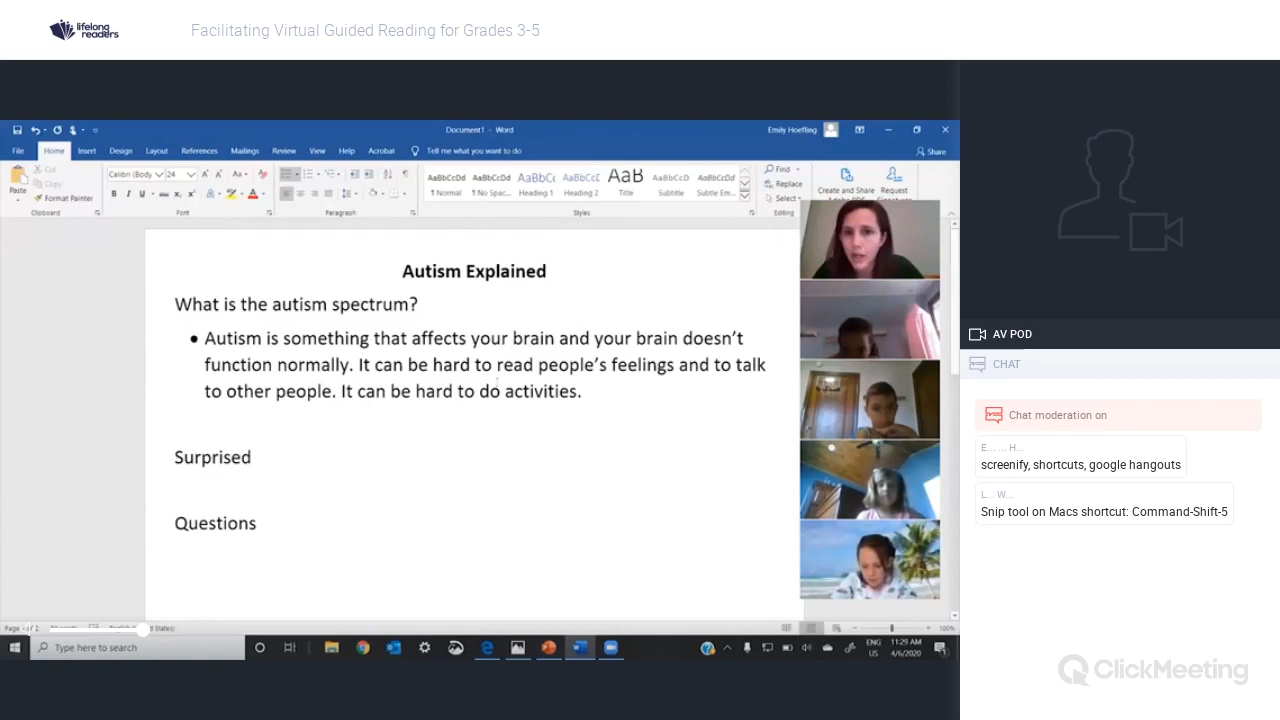 lifelong readers
Facilitating Virtual Guided Reading for Grades 3-5
Document1 - Word
Emily Hoefling
File Home Insert Design Layout References Mailings Review View Help Acrobat Tell me what you want to do
Share
Paste
Cut
Copy
Format Painter
Clipboard
Calibri (Body 24
Font
Paragraph
AaBbCcDd AaBbCcDd AaBbCc AaBbCcC AaB AaBbCcD AaBbCcDd
¶ Normal ¶ No Spac... Heading 1 Heading 2 Title Subtitle Subtle Em...
Styles
Find
Replace
Select
Editing
Create and Share
Request
Autism Explained
What is the autism spectrum?
• Autism is something that affects your brain and your brain doesn't
function normally. It can be hard to read people's feelings and to talk
to other people. It can be hard to do activities.
Surprised
Questions
100%
Type here to search
ENG
US
11:29 AM
4/6/2020
AV POD
CHAT
Chat moderation on
E... ... H...
screenify, shortcuts, google hangouts
L... W...
Snip tool on Macs shortcut: Command-Shift-5
ClickMeeting